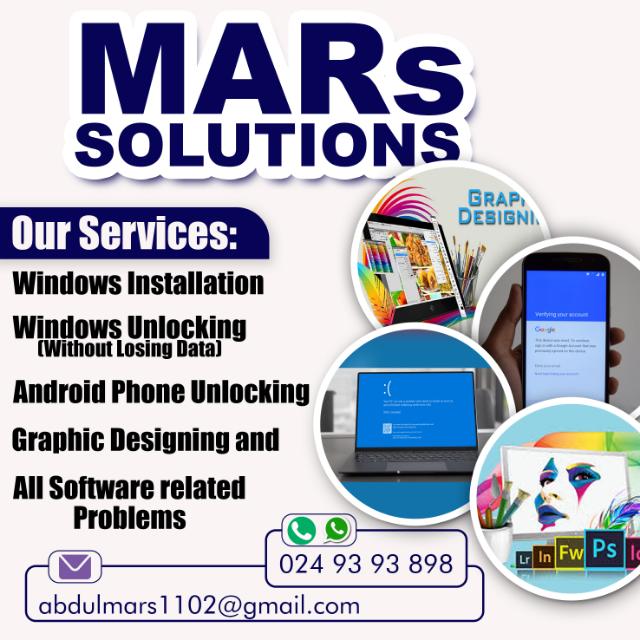 MARs
SOLUTIONS
Our Services:
Windows Installation
Windows Unlocking
(Without Losing Data)
Android Phone Unlocking
Graphic Designing and
All Software related
Problems
024 93 93 898
abdulmars1102@gmail.com
GRAPH
DESIGNI
Verifying your account
Google
:(
Lr In Fw Ps